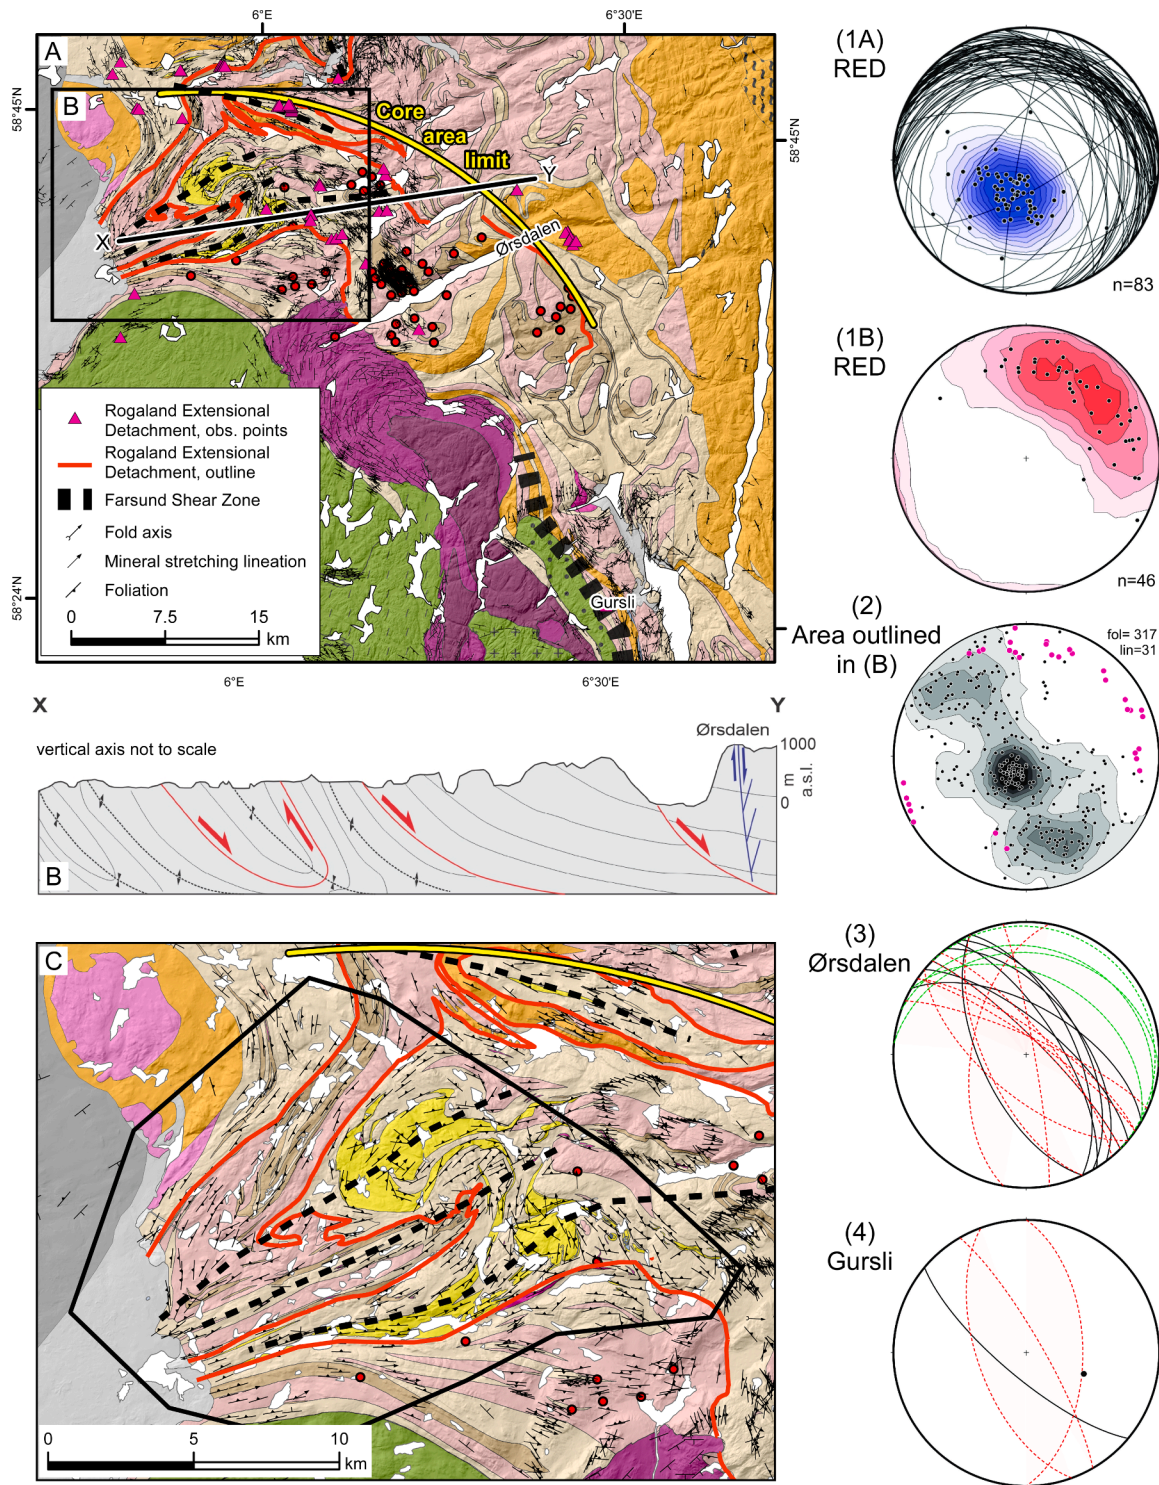 6°E
6°30'E
A
B
58°45'N
58°45'N
Core
area
limit
X
Y
Ørsdalen
Rogaland Extensional
Detachment, obs. points
Rogaland Extensional
Detachment, outline
Farsund Shear Zone
Fold axis
Mineral stretching lineation
Foliation
0 7.5 15
km
58°24'N
Gursli
6°E
6°30'E
X
Y
vertical axis not to scale
Ørsdalen
1000
m
a.s.l.
0
B
C
0 5 10
km
(1A)
RED
n=83
(1B)
RED
n=46
(2)
Area outlined
in (B)
fol= 317
lin=31
(3)
Ørsdalen
(4)
Gursli